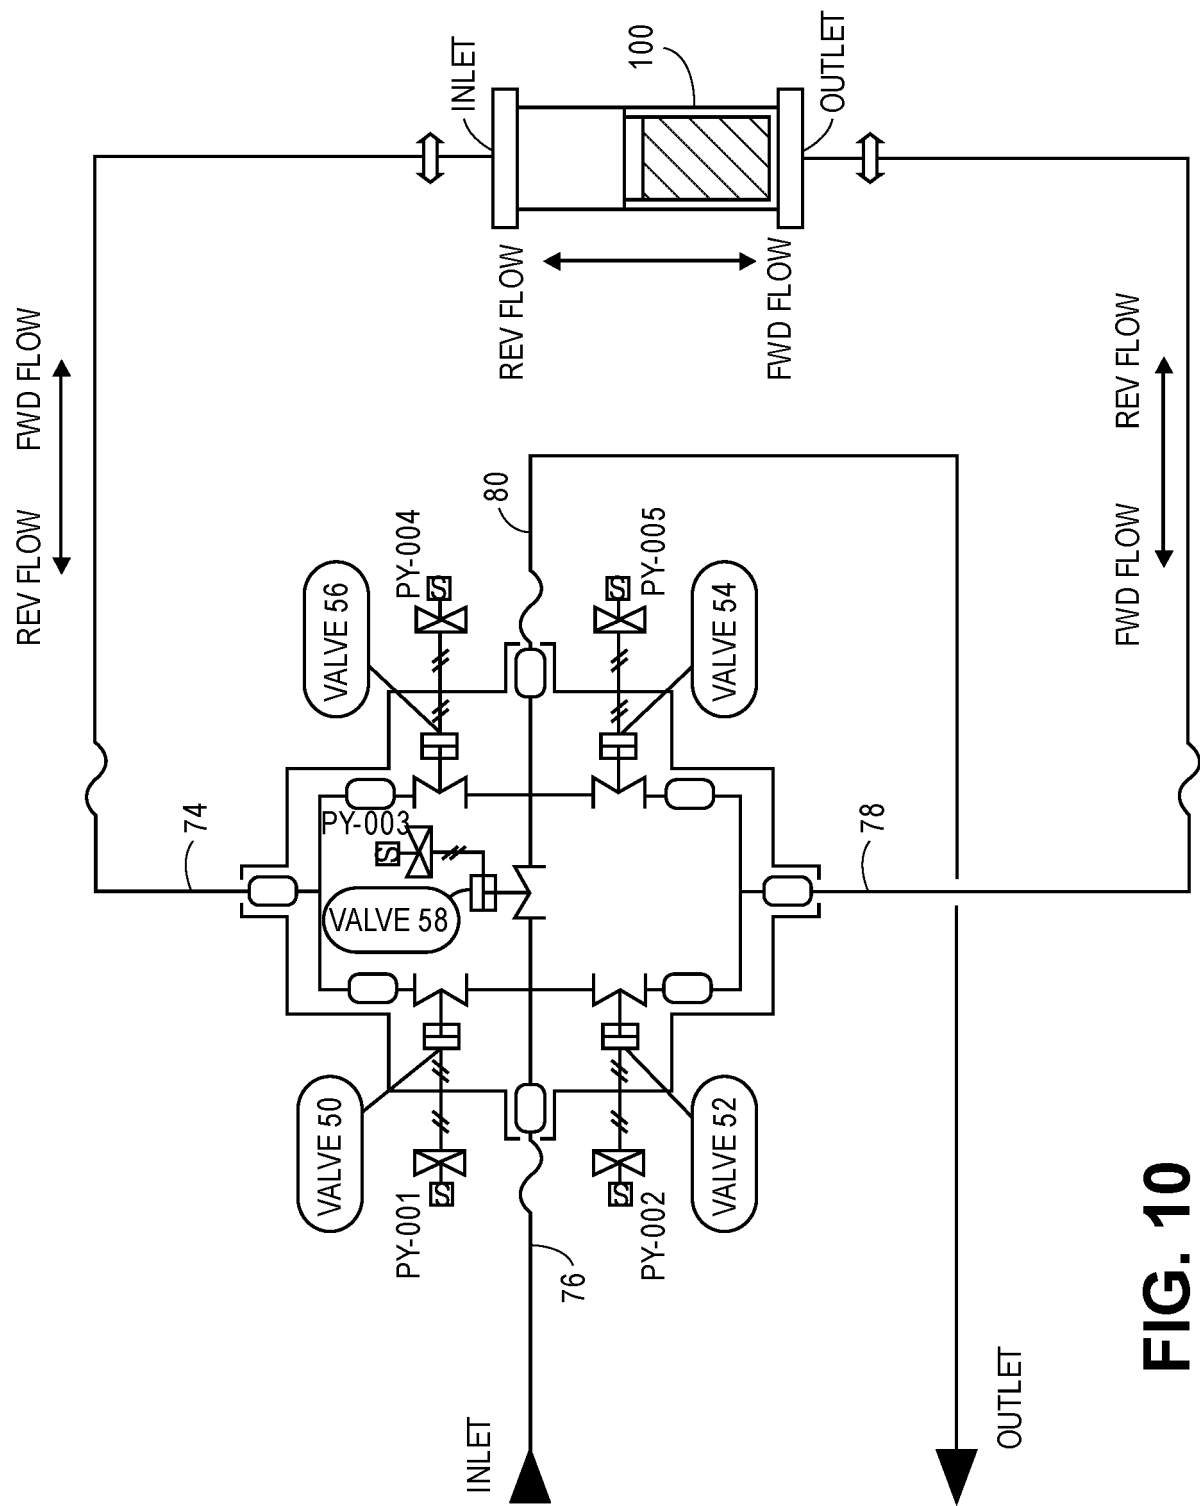 REV FLOW
FWD FLOW
74
INLET
100
OUTLET
REV FLOW
FWD FLOW
VALVE 56
PY-004
80
PY-005
VALVE 54
PY-003
S
S
S
VALVE 58
VALVE 50
PY-001
S
PY-002
S
VALVE 52
76
INLET
78
FWD FLOW
REV FLOW
OUTLET
FIG. 10